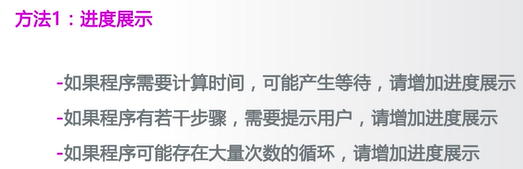 方法1：进度展示
-如果程序需要计算时间，可能产生等待，请增加进度展示
-如果程序有若干步骤，需要提示用户，请增加进度展示
-如果程序可能存在大量次数的循环，请增加进度展示